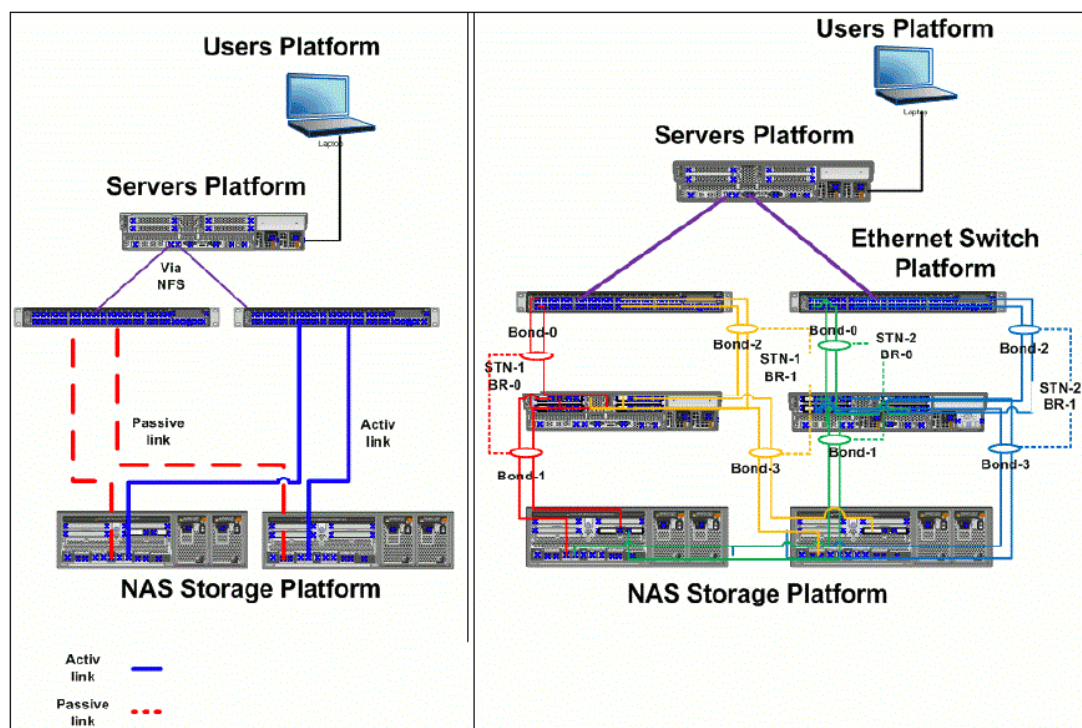 Users Platform
Laptop
Servers Platform
Via
NFS
Passive
link
Activ
link
NAS Storage Platform
Activ
link
Passive
link
Users Platform
Laptop
Servers Platform
Ethernet Switch
Platform
Bond-0
Bond-2
Bond-0
STN-2
BR-0
Bond-2
STN-1
BR-0
STN-1
BR-1
STN-2
BR-1
Bond-1
Bond-3
Bond-1
Bond-3
NAS Storage Platform